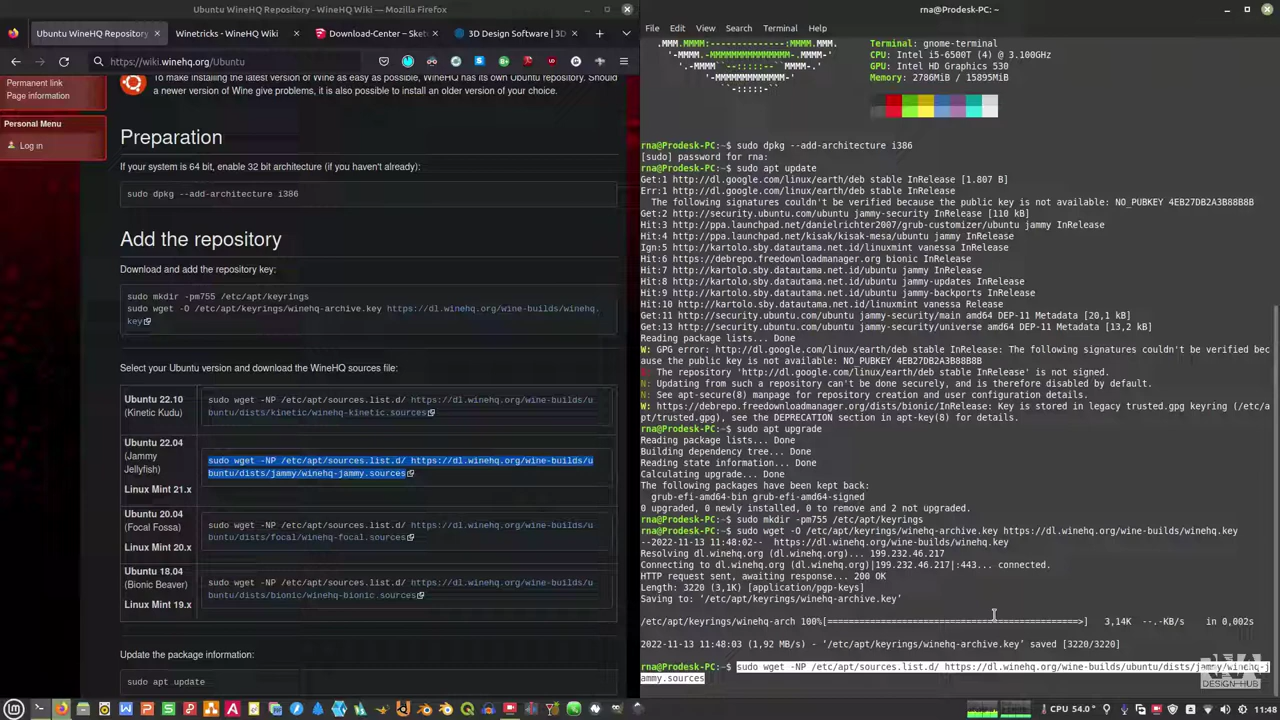 Ubuntu WineHQ Repository - WineHQ Wiki — Mozilla Firefox
Ubuntu WineHQ Repository
Winetricks - WineHQ Wiki
Download-Center - Sket
3D Design Software | 3D
https://wiki.winehq.org/Ubuntu
150%
Permanent link
Page information
Personal Menu
Log in
To make installing the latest version of Wine as easy as possible, WineHQ has its own Ubuntu repository. Should
a newer version of Wine give problems, it is also possible to install an older version of your choice.
Preparation
If your system is 64 bit, enable 32 bit architecture (if you haven't already):
sudo dpkg --add-architecture i386
Add the repository
Download and add the repository key:
sudo mkdir -pm755 /etc/apt/keyrings
sudo wget -O /etc/apt/keyrings/winehq-archive.key https://dl.winehq.org/wine-builds/winehq.
key
Select your Ubuntu version and download the WineHQ sources file:
Ubuntu 22.10
(Kinetic Kudu)
sudo wget -NP /etc/apt/sources.list.d/ https://dl.winehq.org/wine-builds/u
buntu/dists/kinetic/winehq-kinetic.sources
Ubuntu 22.04
(Jammy
Jellyfish)
Linux Mint 21.x
sudo wget -NP /etc/apt/sources.list.d/ https://dl.winehq.org/wine-builds/u
buntu/dists/jammy/winehq-jammy.sources
Ubuntu 20.04
(Focal Fossa)
Linux Mint 20.x
sudo wget -NP /etc/apt/sources.list.d/ https://dl.winehq.org/wine-builds/u
buntu/dists/focal/winehq-focal.sources
Ubuntu 18.04
(Bionic Beaver)
Linux Mint 19.x
sudo wget -NP /etc/apt/sources.list.d/ https://dl.winehq.org/wine-builds/u
buntu/dists/bionic/winehq-bionic.sources
Update the package information:
sudo apt update
rna@Prodesk-PC: ~
File Edit View Search Terminal Help
.MMM.MMMM:--------------:MMMM.MMM.
'-MMMM.-MMMMMMMMMMMMMMM-.MMMM-'
'.-MMMM``--:::::--``MMMM-.'
'-MMMMMMMMMMMMM-'
``-:::::-``
Terminal: gnome-terminal
CPU: Intel i5-6500T (4) @ 3.100GHz
GPU: Intel HD Graphics 530
Memory: 2786MiB / 15895MiB
rna@Prodesk-PC:~$ sudo dpkg --add-architecture i386
[sudo] password for rna:
rna@Prodesk-PC:~$ sudo apt update
Get:1 http://dl.google.com/linux/earth/deb stable InRelease [1.807 B]
Err:1 http://dl.google.com/linux/earth/deb stable InRelease
The following signatures couldn't be verified because the public key is not available: NO_PUBKEY 4EB27DB2A3B88B8B
Get:2 http://security.ubuntu.com/ubuntu jammy-security InRelease [110 kB]
Hit:3 http://ppa.launchpad.net/danielrichter2007/grub-customizer/ubuntu jammy InRelease
Hit:4 http://ppa.launchpad.net/kisak/kisak-mesa/ubuntu jammy InRelease
Ign:5 http://kartolo.sby.datautama.net.id/linuxmint vanessa InRelease
Hit:6 https://debrepo.freedownloadmanager.org bionic InRelease
Hit:7 http://kartolo.sby.datautama.net.id/ubuntu jammy InRelease
Hit:8 http://kartolo.sby.datautama.net.id/ubuntu jammy-updates InRelease
Hit:9 http://kartolo.sby.datautama.net.id/ubuntu jammy-backports InRelease
Hit:10 http://kartolo.sby.datautama.net.id/linuxmint vanessa Release
Get:11 http://security.ubuntu.com/ubuntu jammy-security/main amd64 DEP-11 Metadata [20,1 kB]
Get:13 http://security.ubuntu.com/ubuntu jammy-security/universe amd64 DEP-11 Metadata [13,2 kB]
Reading package lists... Done
W: GPG error: http://dl.google.com/linux/earth/deb stable InRelease: The following signatures couldn't be verified bec
ause the public key is not available: NO_PUBKEY 4EB27DB2A3B88B8B
E: The repository 'http://dl.google.com/linux/earth/deb stable InRelease' is not signed.
N: Updating from such a repository can't be done securely, and is therefore disabled by default.
N: See apt-secure(8) manpage for repository creation and user configuration details.
W: https://debrepo.freedownloadmanager.org/dists/bionic/InRelease: Key is stored in legacy trusted.gpg keyring (/etc/a
pt/trusted.gpg), see the DEPRECATION section in apt-key(8) for details.
rna@Prodesk-PC:~$ sudo apt upgrade
Reading package lists... Done
Building dependency tree... Done
Reading state information... Done
Calculating upgrade... Done
The following packages have been kept back:
grub-efi-amd64-bin grub-efi-amd64-signed
0 upgraded, 0 newly installed, 0 to remove and 2 not upgraded.
rna@Prodesk-PC:~$ sudo mkdir -pm755 /etc/apt/keyrings
rna@Prodesk-PC:~$ sudo wget -O /etc/apt/keyrings/winehq-archive.key https://dl.winehq.org/wine-builds/winehq.key
--2022-11-13 11:48:02-- https://dl.winehq.org/wine-builds/winehq.key
Resolving dl.winehq.org (dl.winehq.org)... 199.232.46.217
Connecting to dl.winehq.org (dl.winehq.org)|199.232.46.217|:443... connected.
HTTP request sent, awaiting response... 200 OK
Length: 3220 (3,1K) [application/pgp-keys]
Saving to: ‘/etc/apt/keyrings/winehq-archive.key’
/etc/apt/keyrings/winehq-arch 100%[================================================>] 3,14K --.-KB/s in 0,002s
2022-11-13 11:48:03 (1,92 MB/s) - ‘/etc/apt/keyrings/winehq-archive.key’ saved [3220/3220]
rna@Prodesk-PC:~$ sudo wget -NP /etc/apt/sources.list.d/ https://dl.winehq.org/wine-builds/ubuntu/dists/jammy/winehq-j
ammy.sources
RNA
DESIGN-HUB
CPU 54.0°
11:48